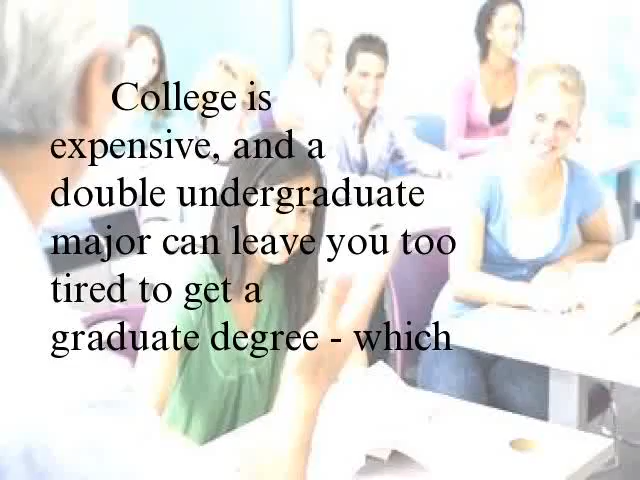 College is
expensive, and a
double undergraduate
major can leave you too
tired to get a
graduate degree - which